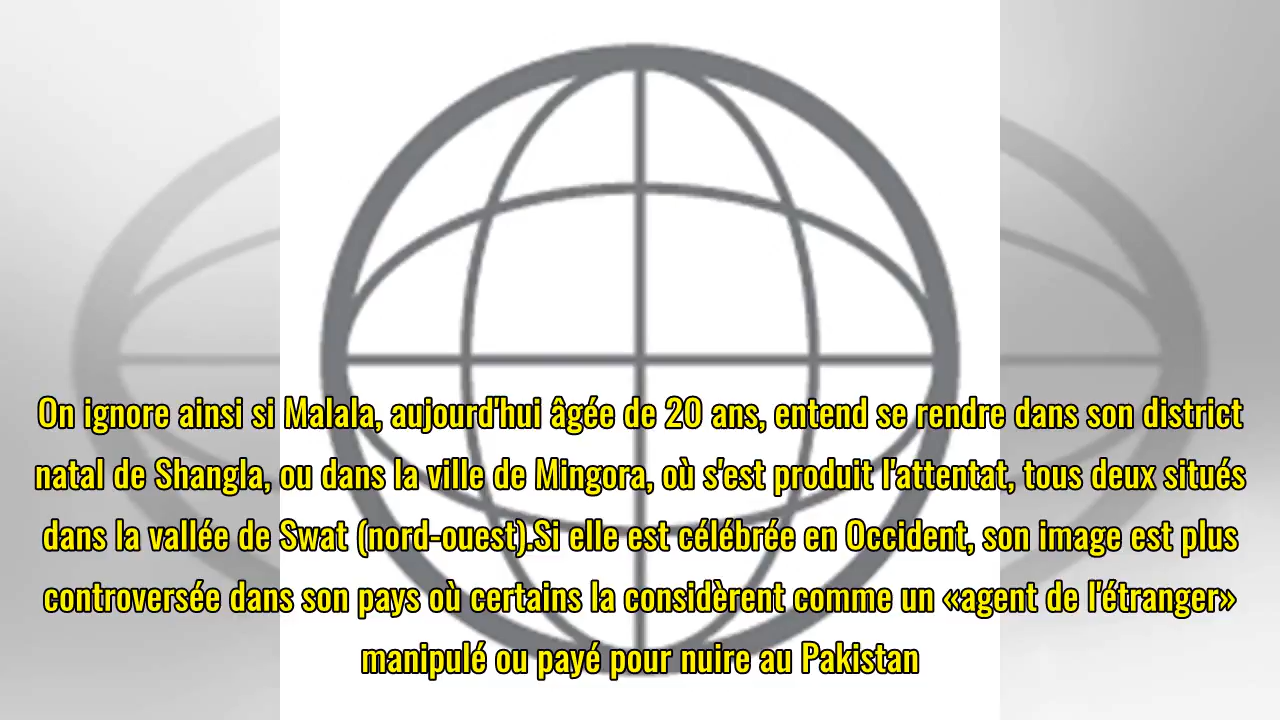 On ignore ainsi si Malala, aujourd'hui âgée de 20 ans, entend se rendre dans son district
natal de Shangla, ou dans la ville de Mingora, où s'est produit l'attentat, tous deux situés
dans la vallée de Swat (nord-ouest).Si elle est célébrée en Occident, son image est plus
controversée dans son pays où certains la considèrent comme un «agent de l'étranger»
manipulé ou payé pour nuire au Pakistan